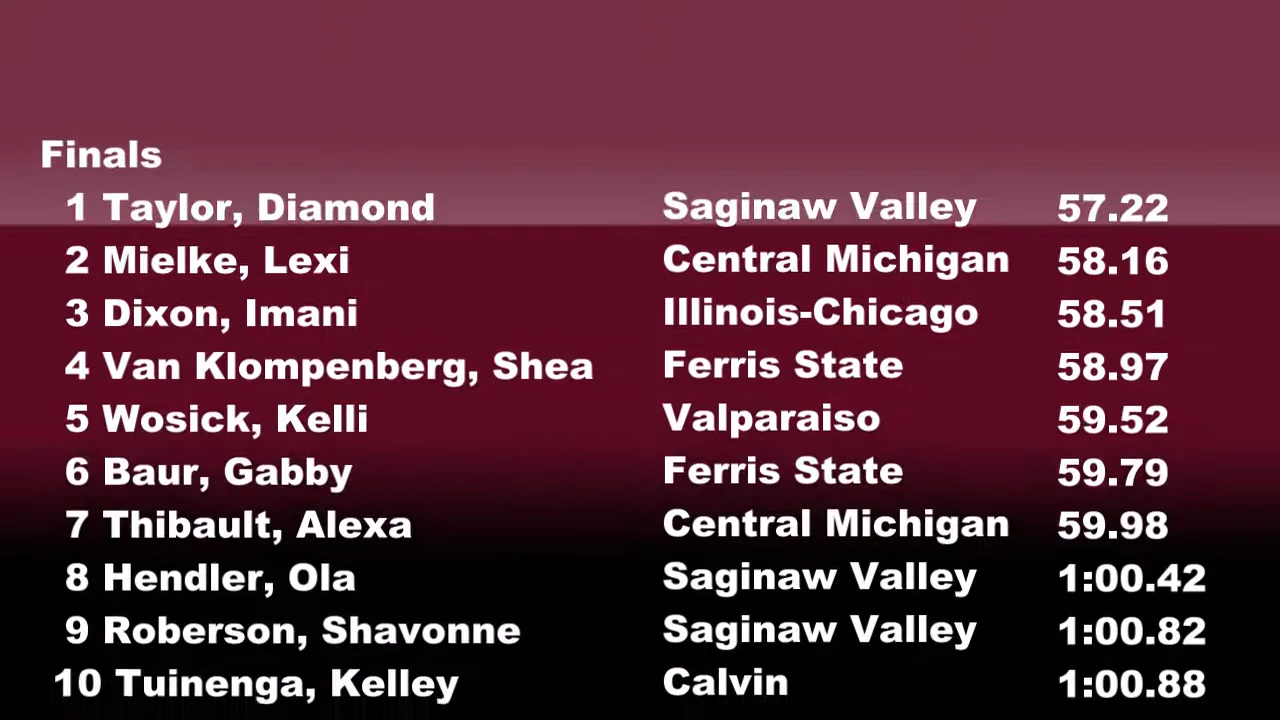 Finals
1 Taylor, Diamond Saginaw Valley 57.22
2 Mielke, Lexi Central Michigan 58.16
3 Dixon, Imani Illinois-Chicago 58.51
4 Van Klompenberg, Shea Ferris State 58.97
5 Wosick, Kelli Valparaiso 59.52
6 Baur, Gabby Ferris State 59.79
7 Thibault, Alexa Central Michigan 59.98
8 Hendler, Ola Saginaw Valley 1:00.42
9 Roberson, Shavonne Saginaw Valley 1:00.82
10 Tuinenga, Kelley Calvin 1:00.88